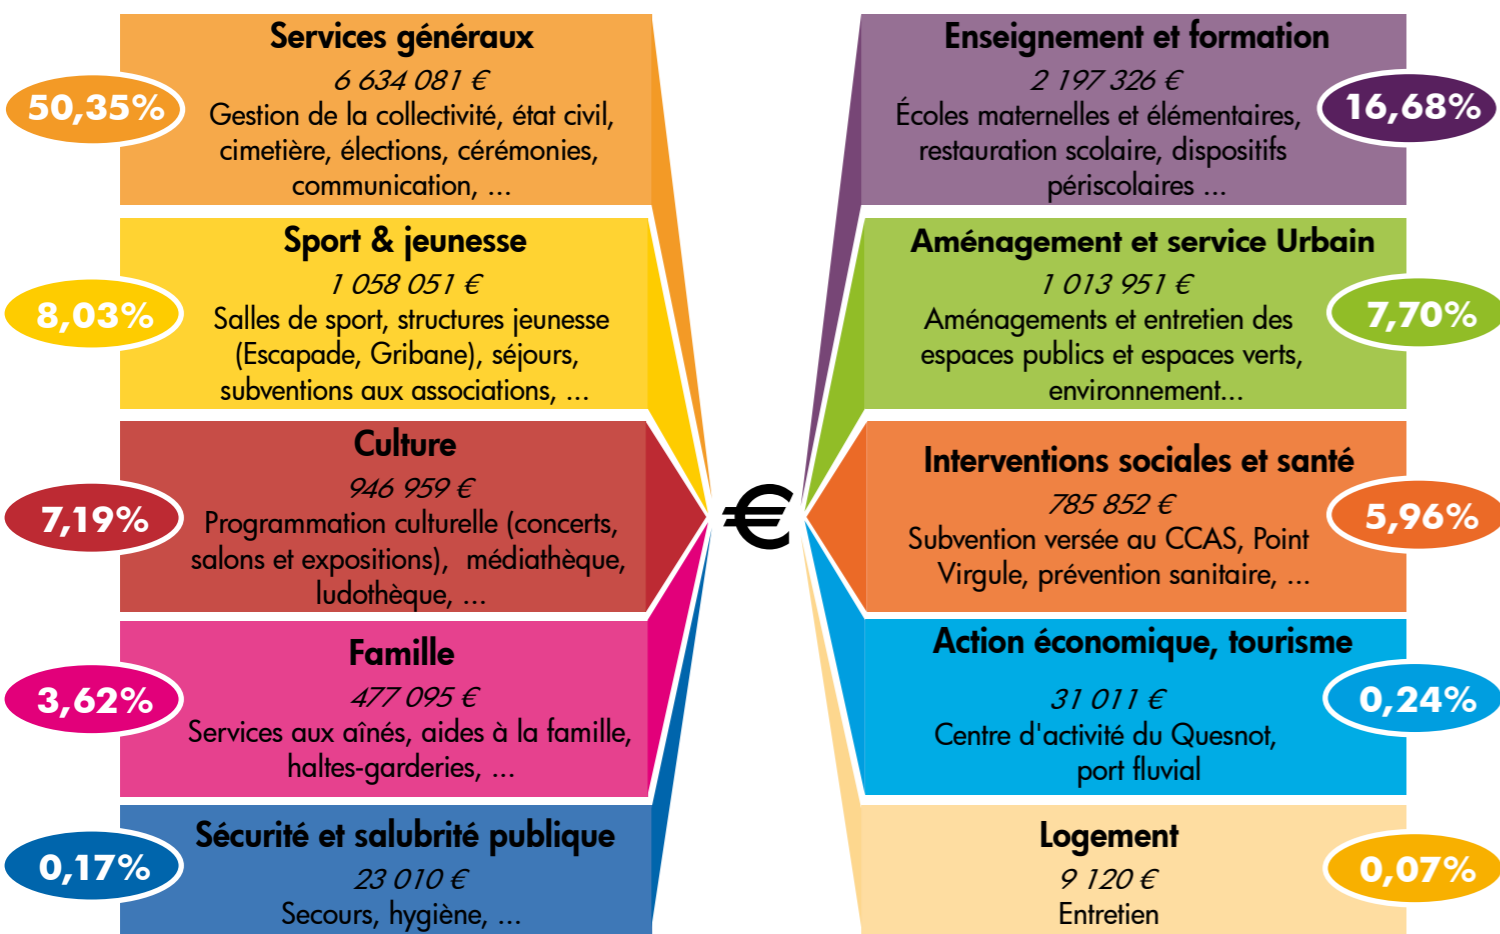 Services généraux
6 634 081 €
50,35%
Gestion de la collectivité, état civil,
cimetière, élections, cérémonies,
communication, ...
Sport & jeunesse
1 058 051 €
8,03%
Salles de sport, structures jeunesse
(Escapade, Gribane), séjours,
subventions aux associations, ...
Culture
946 959 €
7,19%
Programmation culturelle (concerts,
salons et expositions), médiathèque,
ludothèque, ...
Famille
477 095 €
3,62%
Services aux aînés, aides à la famille,
haltes-garderies, ...
Sécurité et salubrité publique
23 010 €
0,17%
Secours, hygiène, ...
€
Enseignement et formation
2 197 326 €
16,68%
Écoles maternelles et élémentaires,
restauration scolaire, dispositifs
périscolaires ...
Aménagement et service Urbain
1 013 951 €
7,70%
Aménagements et entretien des
espaces publics et espaces verts,
environnement...
Interventions sociales et santé
785 852 €
5,96%
Subvention versée au CCAS, Point
Virgule, prévention sanitaire, ...
Action économique, tourisme
31 011 €
0,24%
Centre d'activité du Quesnot,
port fluvial
Logement
9 120 €
0,07%
Entretien